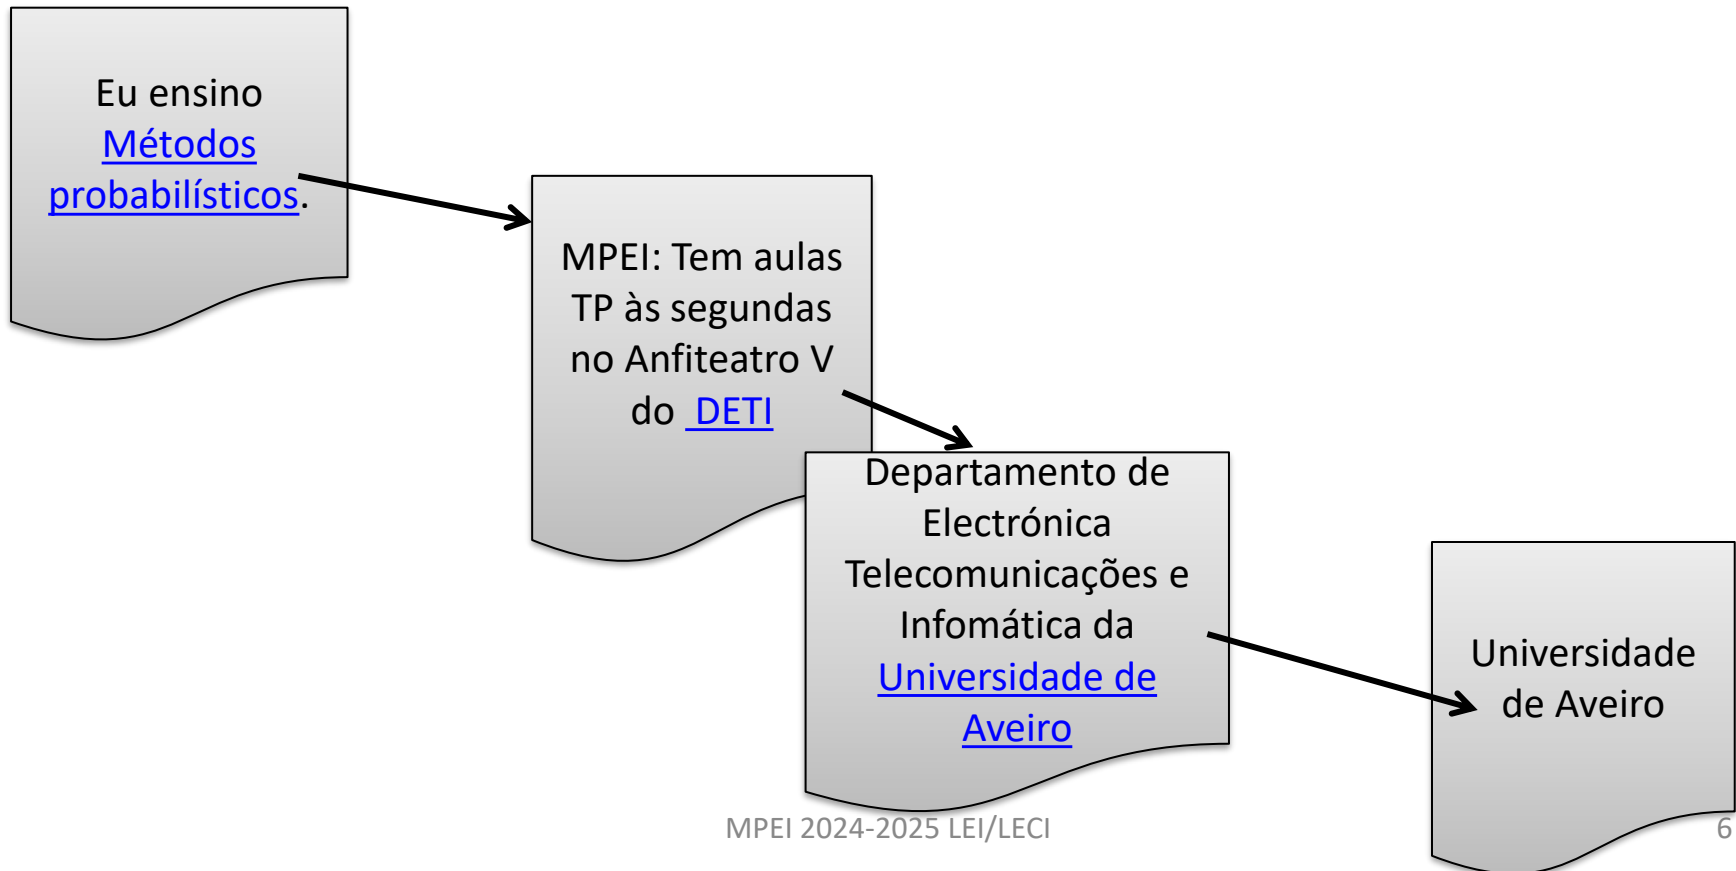 Eu ensino
Métodos
probabilísticos.
MPEI: Tem aulas
TP às segundas
no Anfiteatro V
do  DETI
Departamento de
Electrónica
Telecomunicações e
Infomática da
Universidade de
Aveiro
Universidade
de Aveiro
MPEI 2024-2025 LEI/LECI
6